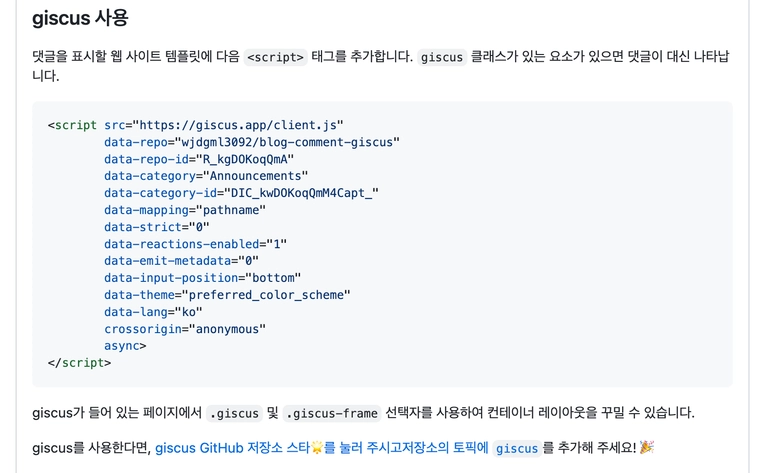 giscus 사용
댓글을 표시할 웹 사이트 템플릿에 다음 <script> 태그를 추가합니다. giscus 클래스가 있는 요소가 있으면 댓글이 대신 나타납
니다.
<script src="https://giscus.app/client.js"
data-repo="wjdgml3092/blog-comment-giscus"
data-repo-id="R_kgDOKoqQmA"
data-category="Announcements"
data-category-id="DIC_kwDOKoqQmM4Capt_"
data-mapping="pathname"
data-strict="0"
data-reactions-enabled="1"
data-emit-metadata="0"
data-input-position="bottom"
data-theme="preferred_color_scheme"
data-lang="ko"
crossorigin="anonymous"
async>
</script>
giscus가 들어 있는 페이지에서 .giscus 및 .giscus-frame 선택자를 사용하여 컨테이너 레이아웃을 꾸밀 수 있습니다.
giscus를 사용한다면, giscus GitHub 저장소 스타🌟를 눌러 주시고저장소의 토픽에 giscus 를 추가해 주세요! 🎉